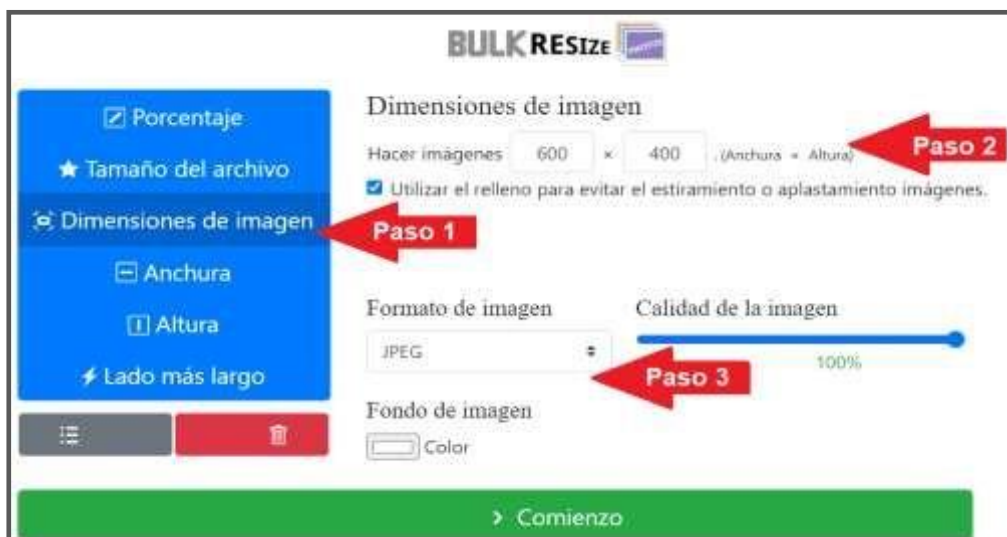 BULKRESIZE
Porcentaje
Tamaño del archivo
Dimensiones de imagen
Anchura
Altura
Lado más largo
Dimensiones de imagen
Hacer imágenes 600 × 400 . (Anchura × Altura)
Utilizar el relleno para evitar el estiramiento o aplastamiento imágenes.
Paso 2
Paso 1
Formato de imagen
JPEG
Calidad de la imagen
100%
Paso 3
Fondo de imagen
Color
Comienzo